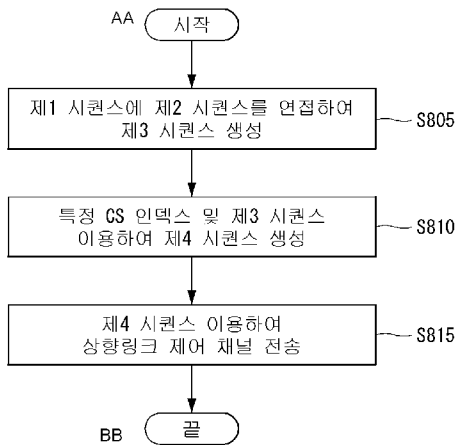 AA
시작
제1 시퀀스에 제2 시퀀스를 연접하여
제3 시퀀스 생성
S805
특정 CS 인덱스 및 제3 시퀀스
이용하여 제4 시퀀스 생성
S810
제4 시퀀스 이용하여
상향링크 제어 채널 전송
S815
BB
끝